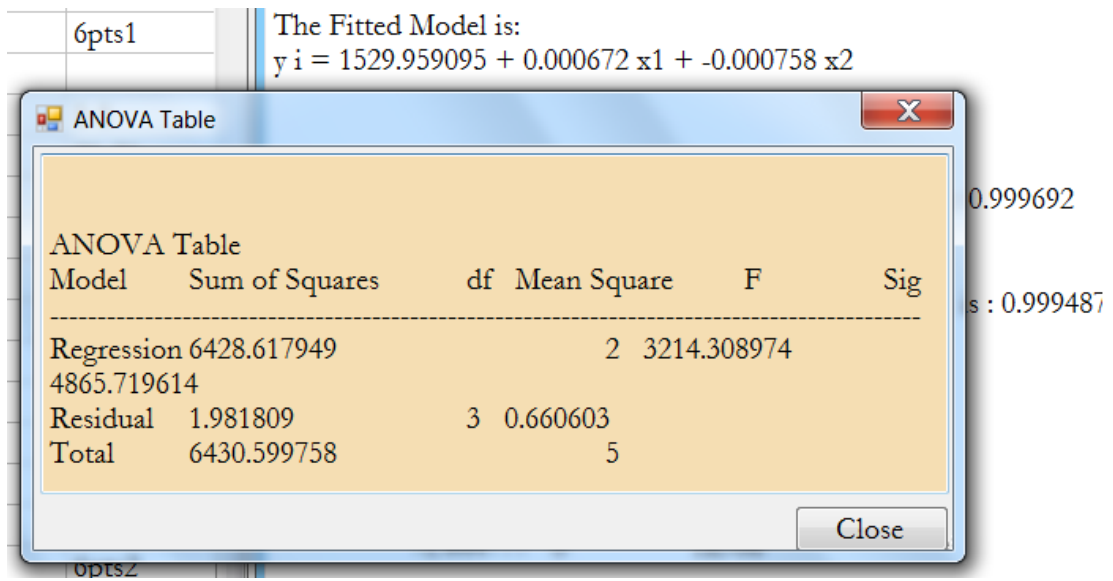 6pts1
The Fitted Model is:
y i = 1529.959095 + 0.000672 x1 + -0.000758 x2
ANOVA Table
0.999692
ANOVA Table
Model Sum of Squares df Mean Square F Sig
s : 0.999487
Regression 6428.617949 2 3214.308974
4865.719614
Residual 1.981809 3 0.660603
Total 6430.599758 5
Close
6pts2